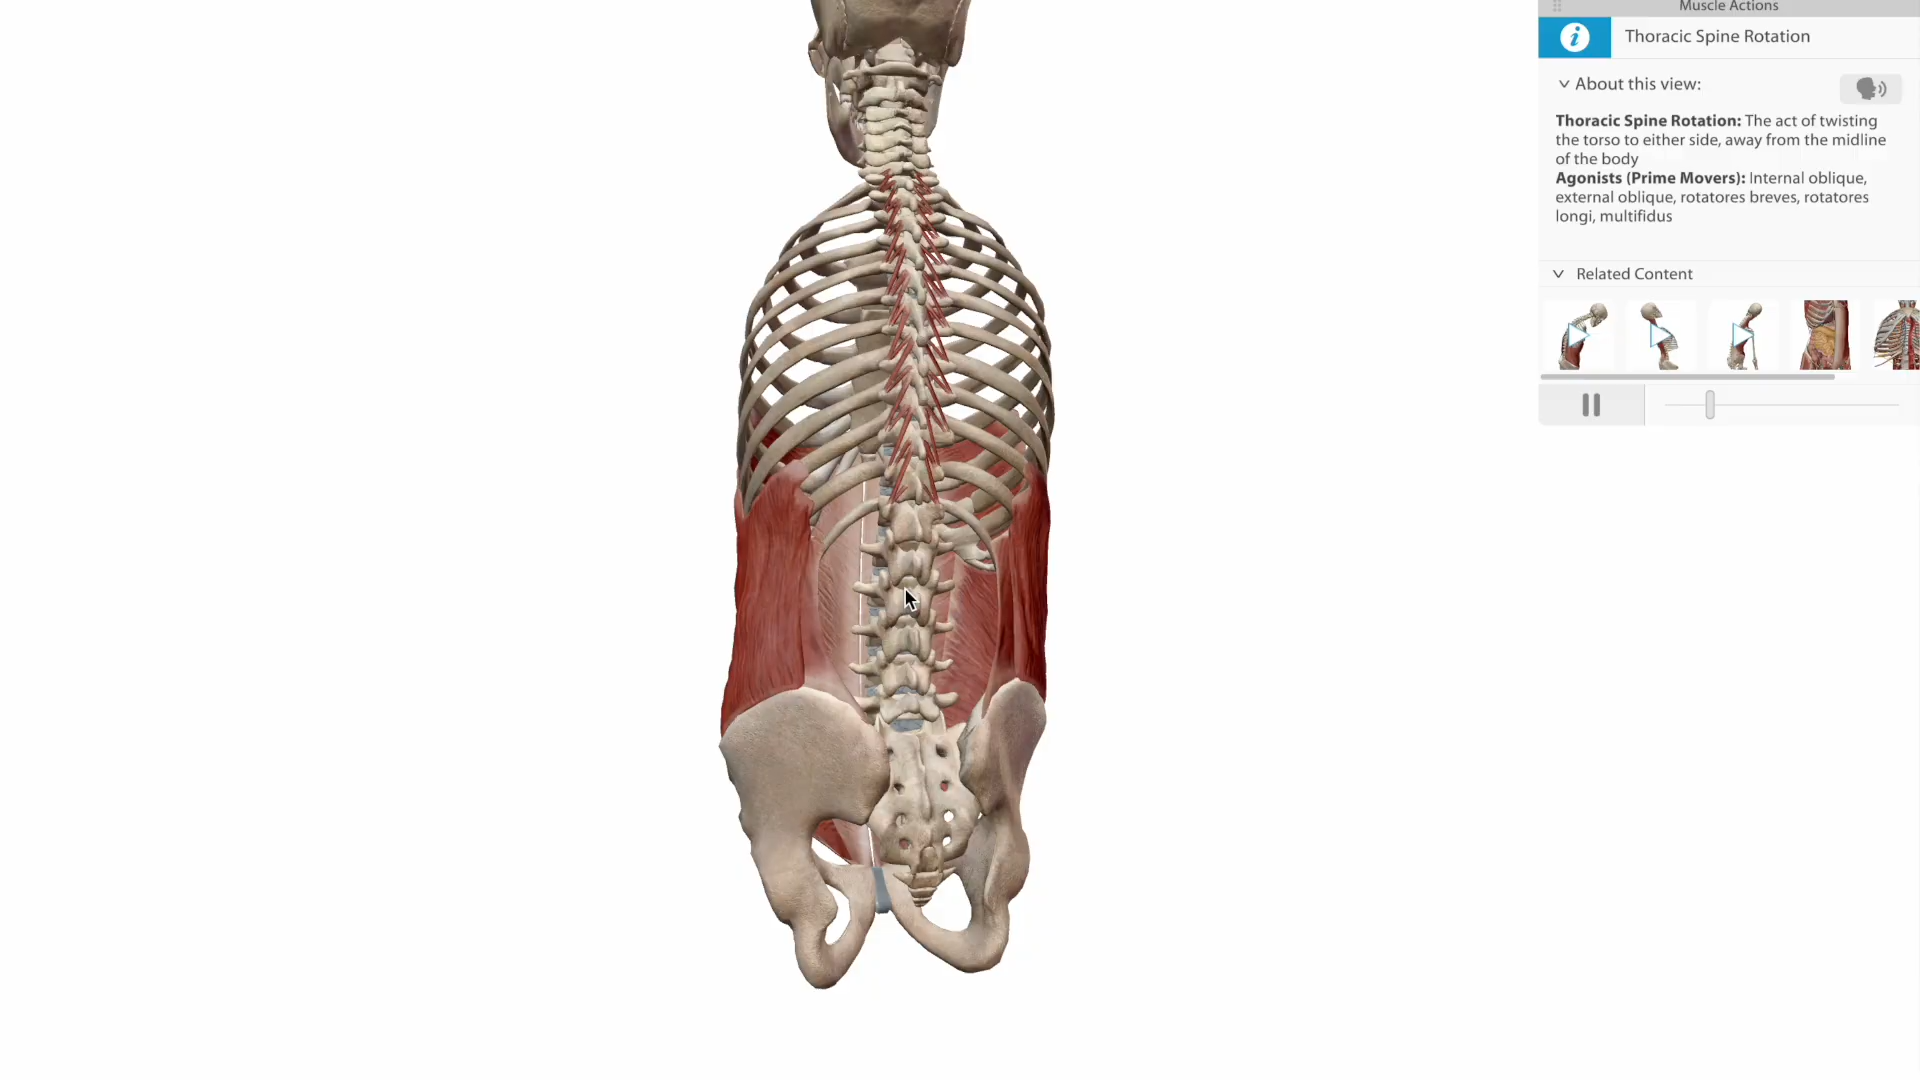 Muscle Actions
Thoracic Spine Rotation
About this view:
Thoracic Spine Rotation: The act of twisting
the torso to either side, away from the midline
of the body
Agonists (Prime Movers): Internal oblique,
external oblique, rotatores breves, rotatores
longi, multifidus
Related Content